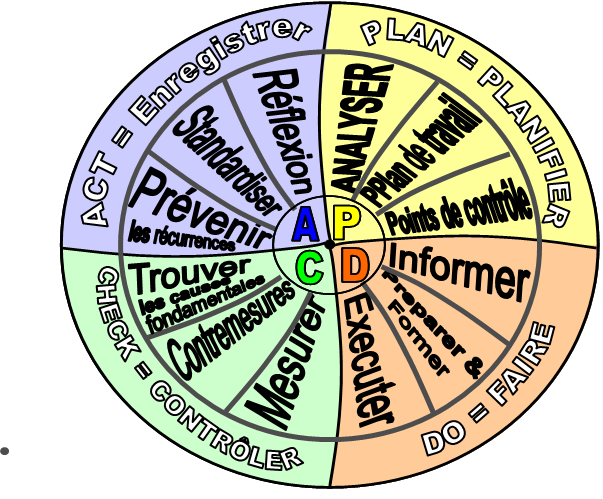 PLAN = PLANIFIER
ANALYSER
PPlan de travail
Points de contrôle
DO = FAIRE
Informer
Préparer &
Former
Executer
CHECK = CONTRÔLER
Mesurer
Contremesures
Trouver
les causes
fondamentales
ACT = Enregistrer
Prévenir
les récurrences
Standardiser
Réflexion
A
P
C
D